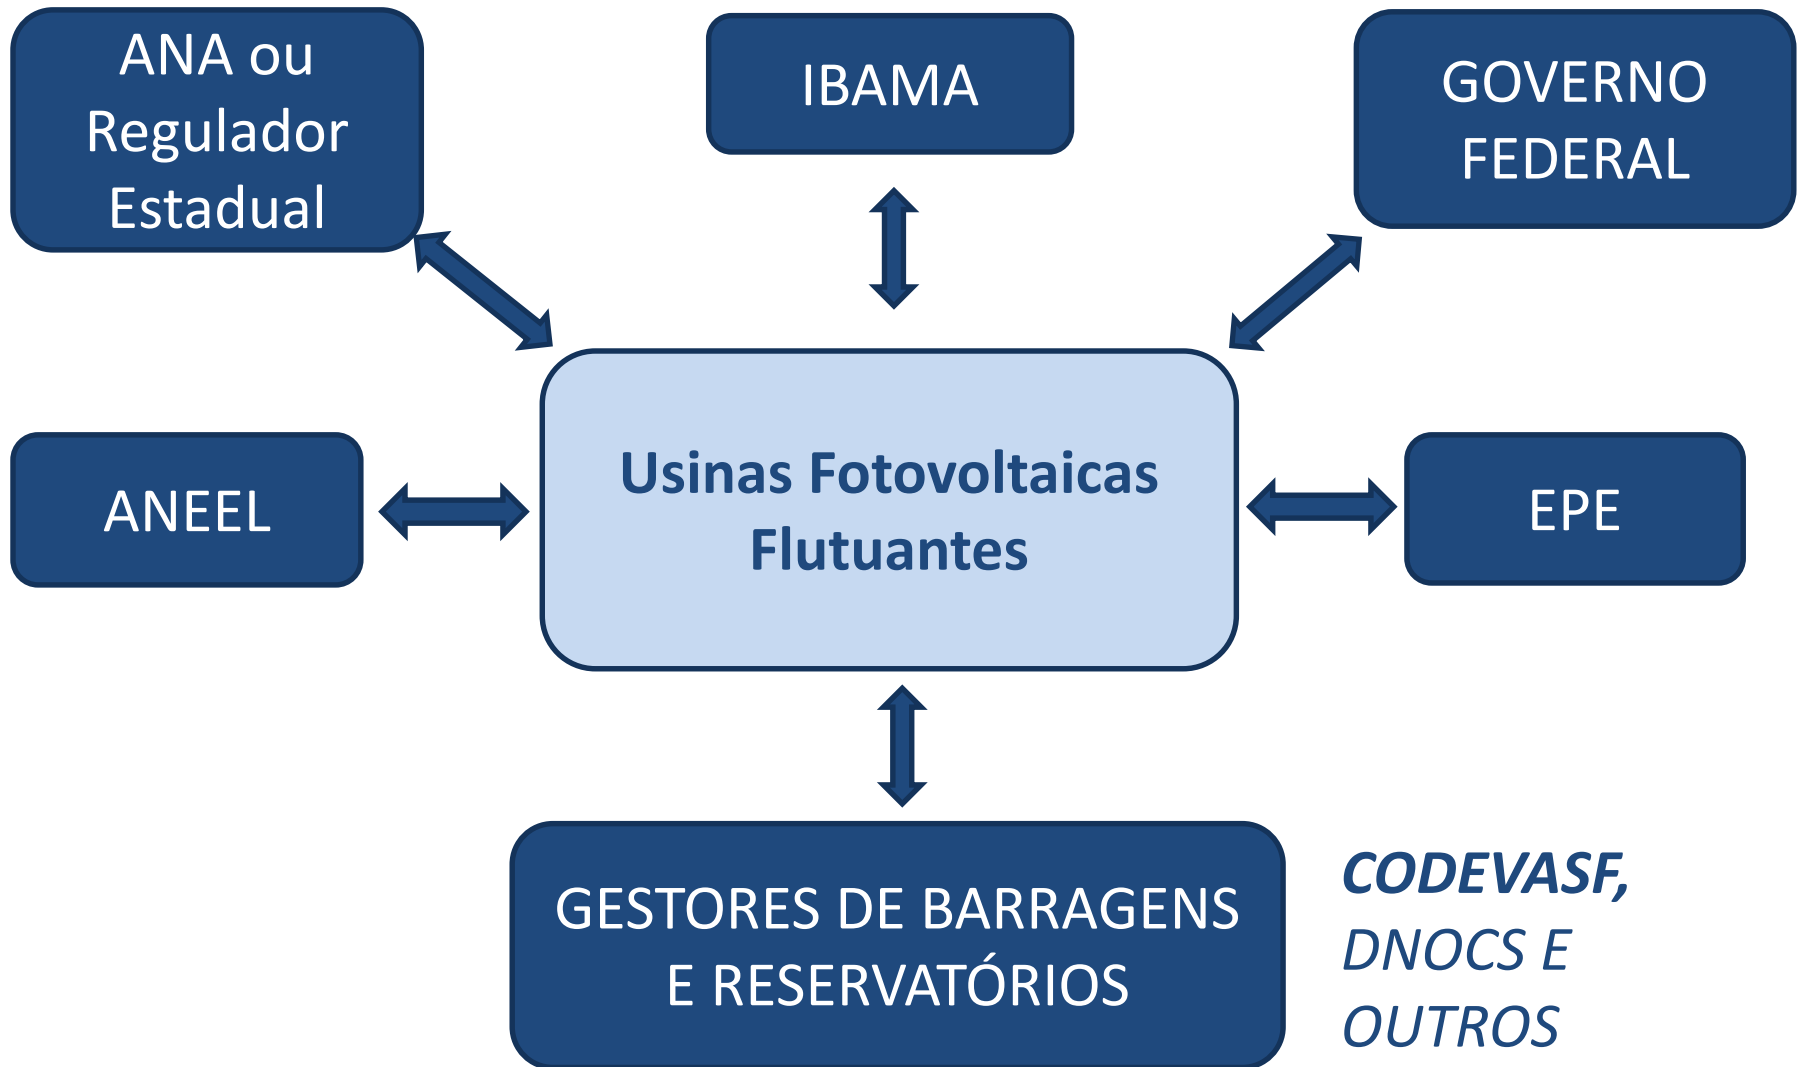 ANA ou
Regulador
Estadual
IBAMA
GOVERNO
FEDERAL
ANEEL
Usinas Fotovoltaicas
Flutuantes
EPE
GESTORES DE BARRAGENS
E RESERVATÓRIOS
CODEVASF,
DNOCS E
OUTROS